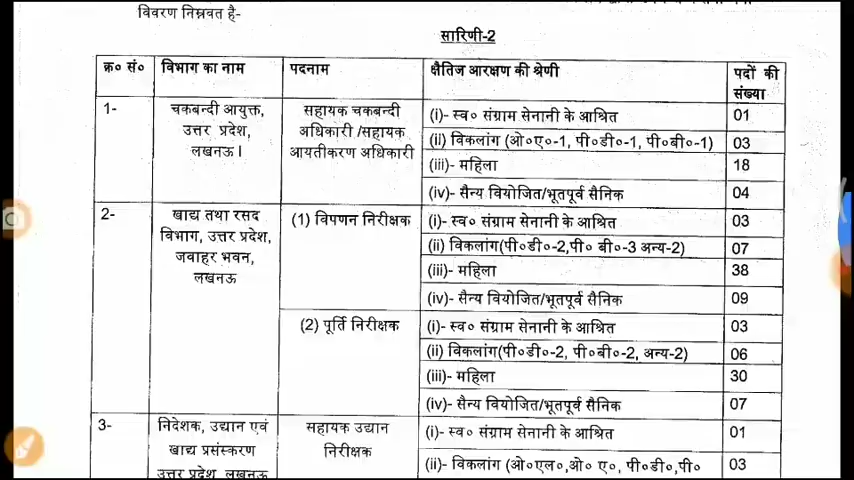 विवरण निम्नवत है-
सारिणी-2
क्र० सं० विभाग का नाम पदनाम क्षैतिज आरक्षण की श्रेणी पदों की संख्या
1- चकबन्दी आयुक्त, उत्तर प्रदेश, लखनऊ। सहायक चकबन्दी अधिकारी /सहायक आयतीकरण अधिकारी (i)- स्व० संग्राम सेनानी के आश्रित 01
(ii) विकलांग (ओ०ए०-1, पी०डी०-1, पी०बी०-1) 03
(iii)- महिला 18
(iv)- सैन्य वियोजित/भूतपूर्व सैनिक 04
2- खाद्य तथा रसद विभाग, उत्तर प्रदेश, जवाहर भवन, लखनऊ (1) विपणन निरीक्षक (i)- स्व० संग्राम सेनानी के आश्रित 03
(ii) विकलांग(पी०डी०-2,पी० बी०-3 अन्य-2) 07
(iii)- महिला 38
(iv)- सैन्य वियोजित/भूतपूर्व सैनिक 09
(2) पूर्ति निरीक्षक (i)- स्व० संग्राम सेनानी के आश्रित 03
(ii) विकलांग(पी०डी०-2, पी०बी०-2, अन्य-2) 06
(iii)- महिला 30
(iv)- सैन्य वियोजित/भूतपूर्व सैनिक 07
3- निदेशक, उद्यान एवं खाद्य प्रसंस्करण उत्तर प्रदेश, लखनऊ सहायक उद्यान निरीक्षक (i)- स्व० संग्राम सेनानी के आश्रित 01
(ii)- विकलांग (ओ०एल०,ओ० ए०, पी०डी०,पी० 03